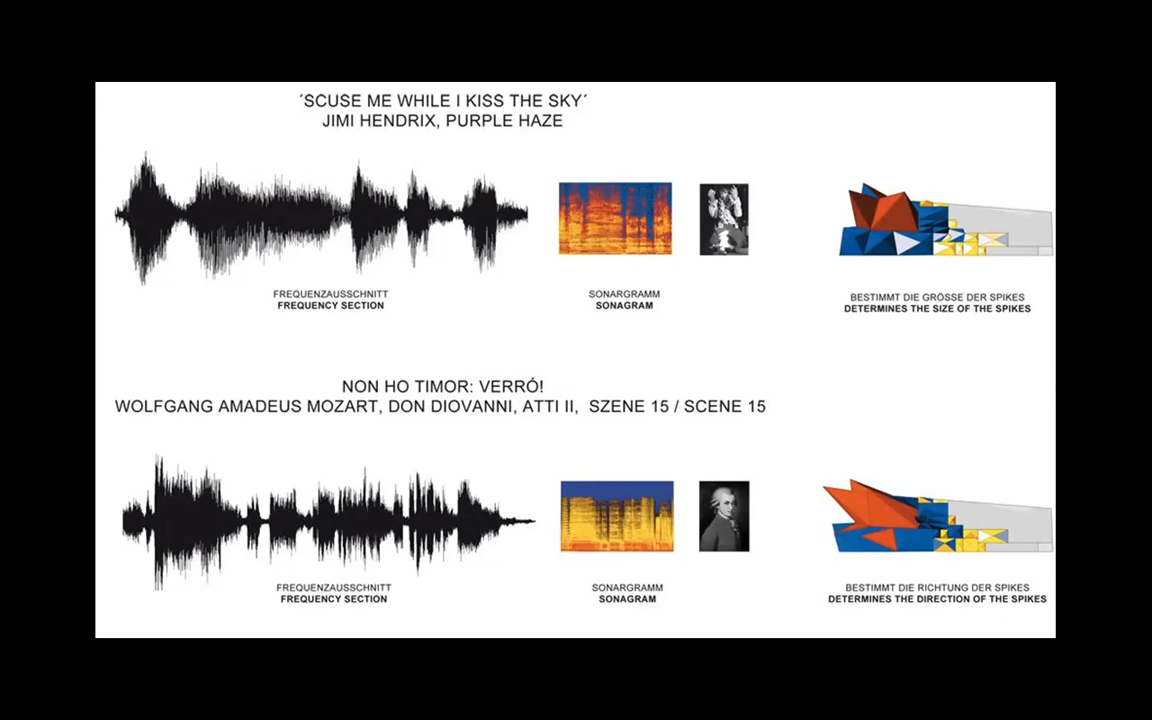 ´SCUSE ME WHILE I KISS THE SKY´
JIMI HENDRIX, PURPLE HAZE
FREQUENZAUSSCHNITT
FREQUENCY SECTION
SONARGRAMM
SONAGRAM
BESTIMMT DIE GRÖSSE DER SPIKES
DETERMINES THE SIZE OF THE SPIKES
NON HO TIMOR: VERRÓ!
WOLFGANG AMADEUS MOZART, DON DIOVANNI, ATTI II, SZENE 15 / SCENE 15
FREQUENZAUSSCHNITT
FREQUENCY SECTION
SONARGRAMM
SONAGRAM
BESTIMMT DIE RICHTUNG DER SPIKES
DETERMINES THE DIRECTION OF THE SPIKES